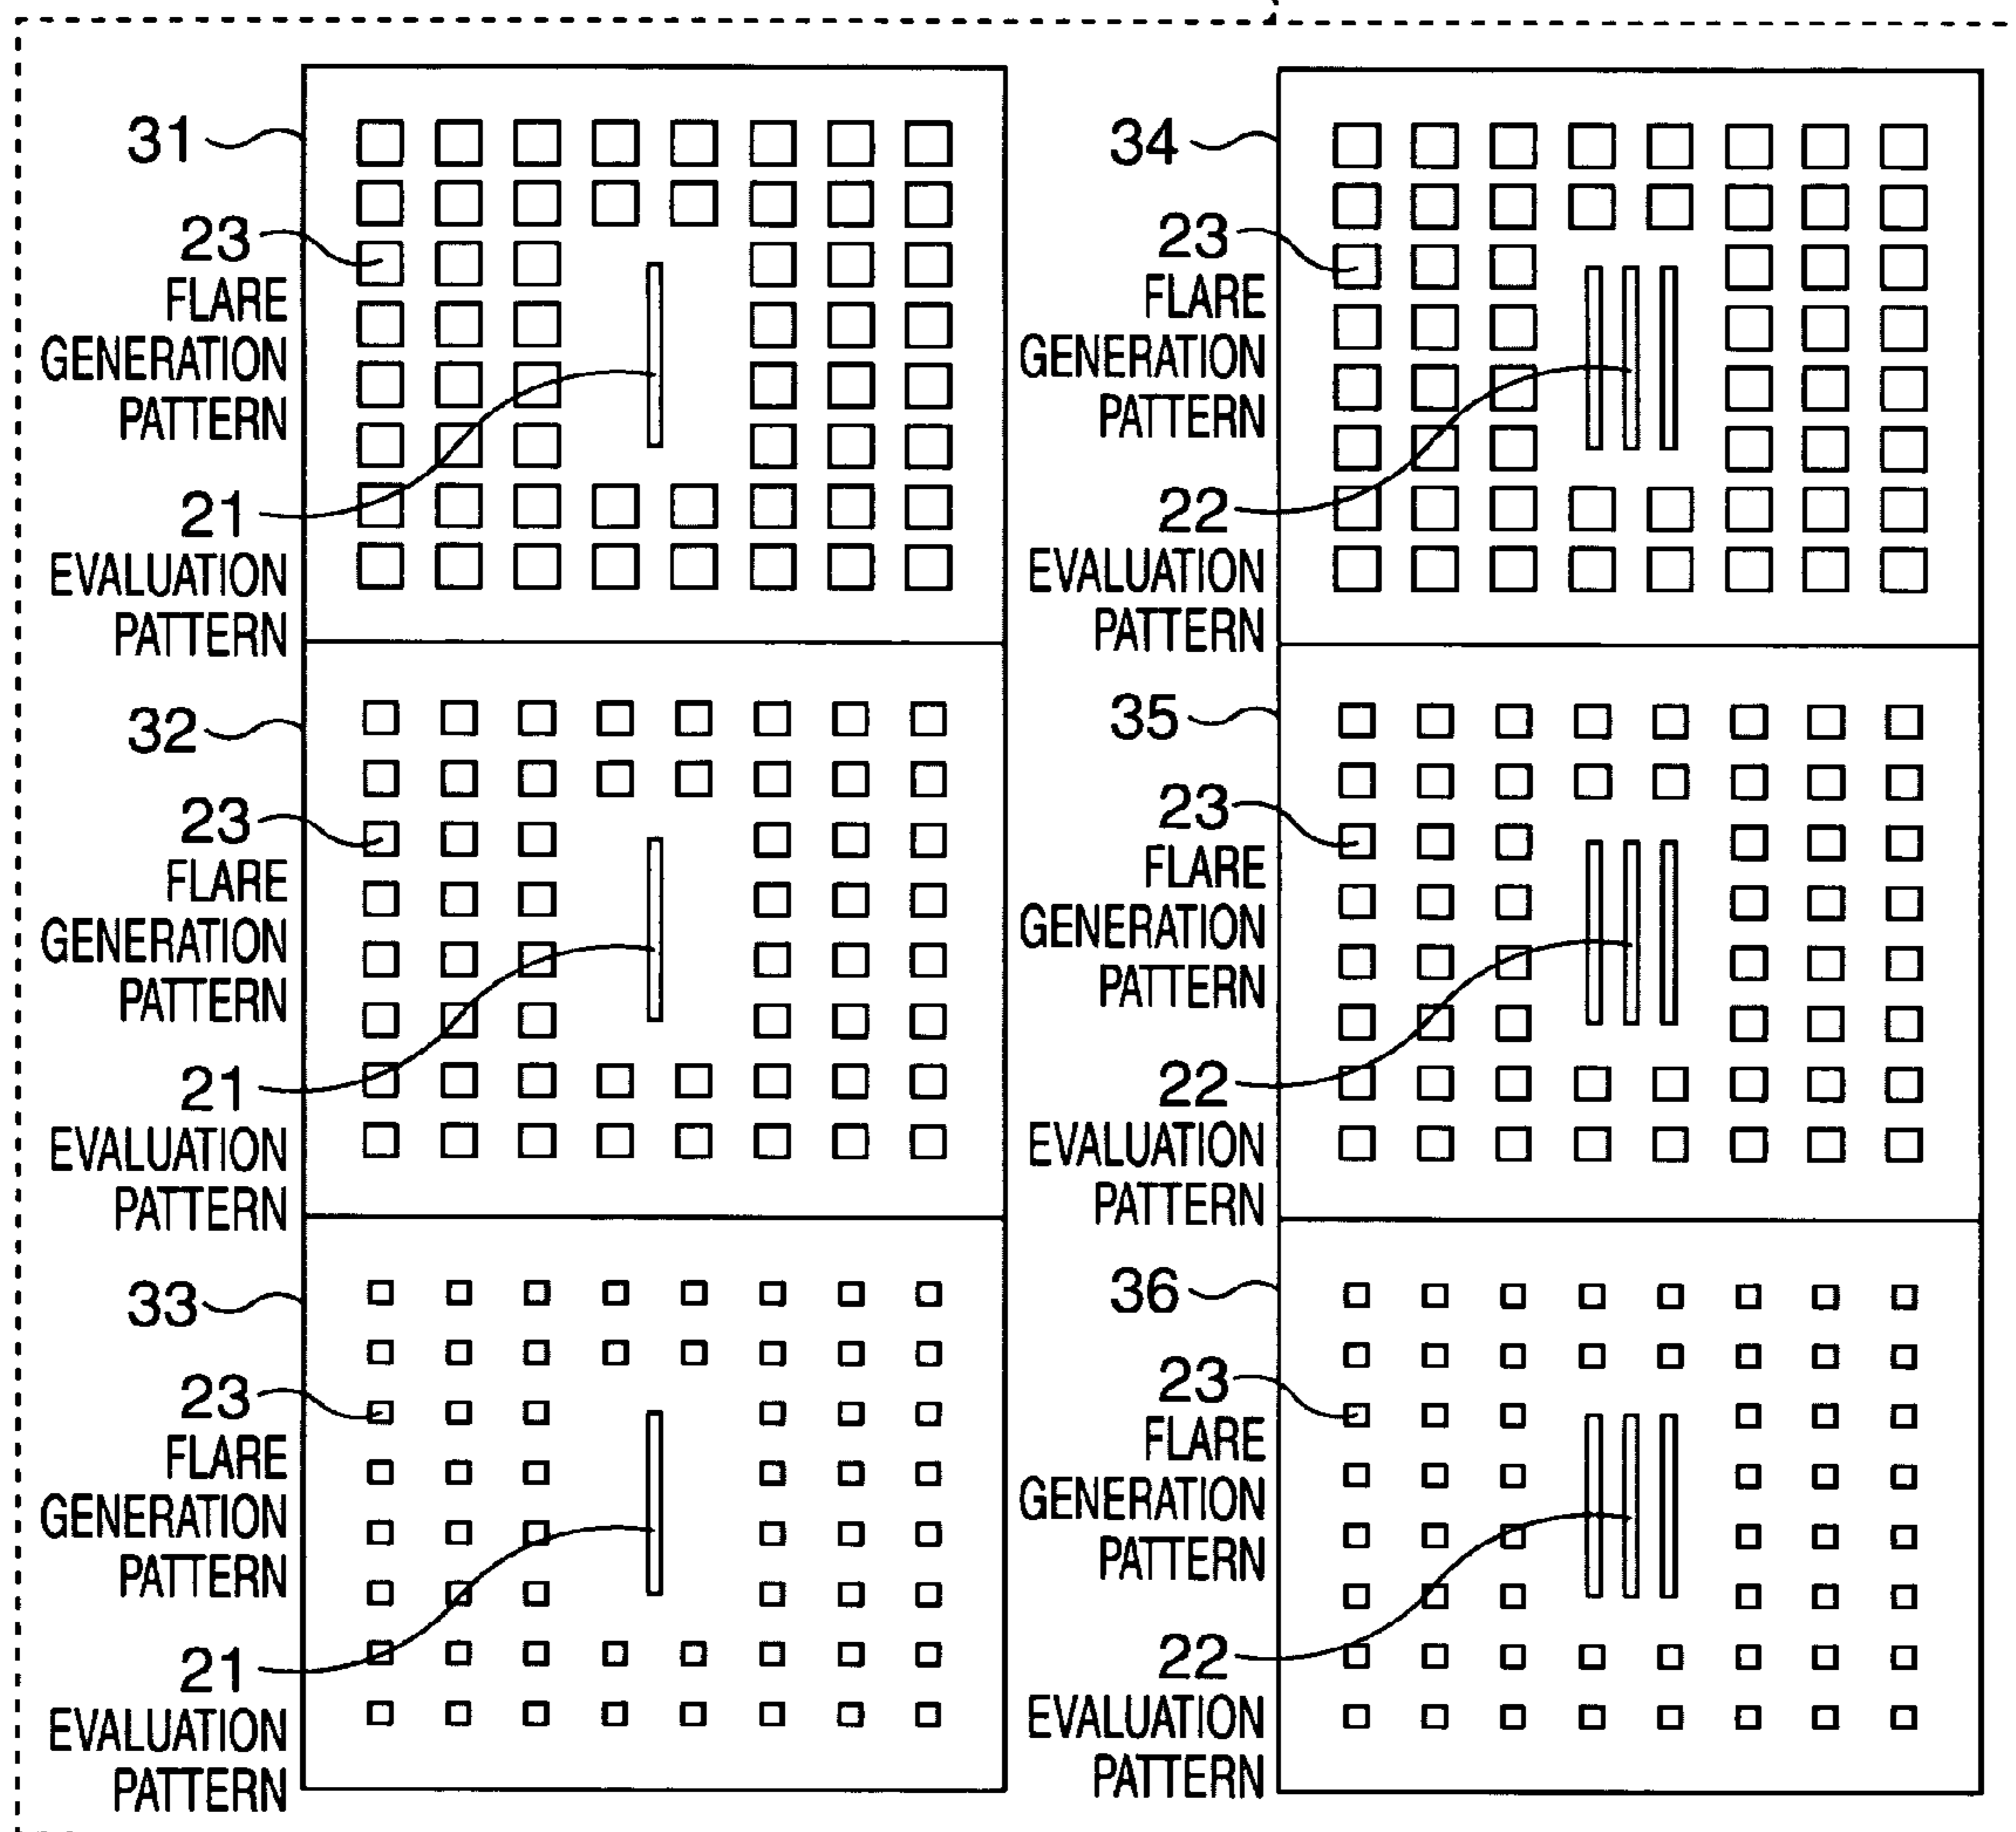 31
23
FLARE
GENERATION
PATTERN
21
EVALUATION
PATTERN
32
23
FLARE
GENERATION
PATTERN
21
EVALUATION
PATTERN
33
23
FLARE
GENERATION
PATTERN
21
EVALUATION
PATTERN
34
23
FLARE
GENERATION
PATTERN
22
EVALUATION
PATTERN
35
23
FLARE
GENERATION
PATTERN
22
EVALUATION
PATTERN
36
23
FLARE
GENERATION
PATTERN
22
EVALUATION
PATTERN